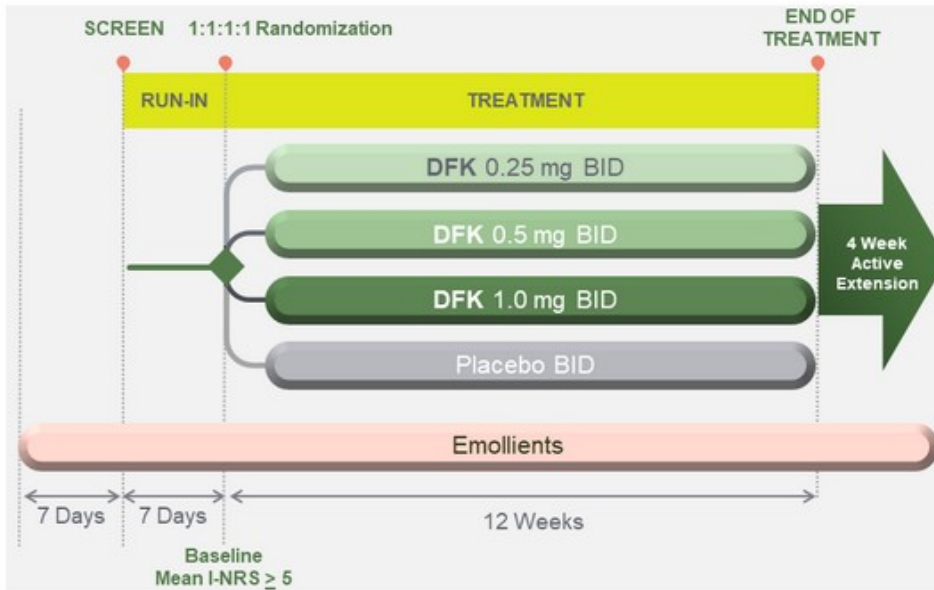 SCREEN
1:1:1:1 Randomization
END OF
TREATMENT
RUN-IN
TREATMENT
DFK 0.25 mg BID
DFK 0.5 mg BID
DFK 1.0 mg BID
Placebo BID
4 Week
Active
Extension
Emollients
7 Days
7 Days
12 Weeks
Baseline
Mean I-NRS ≥ 5